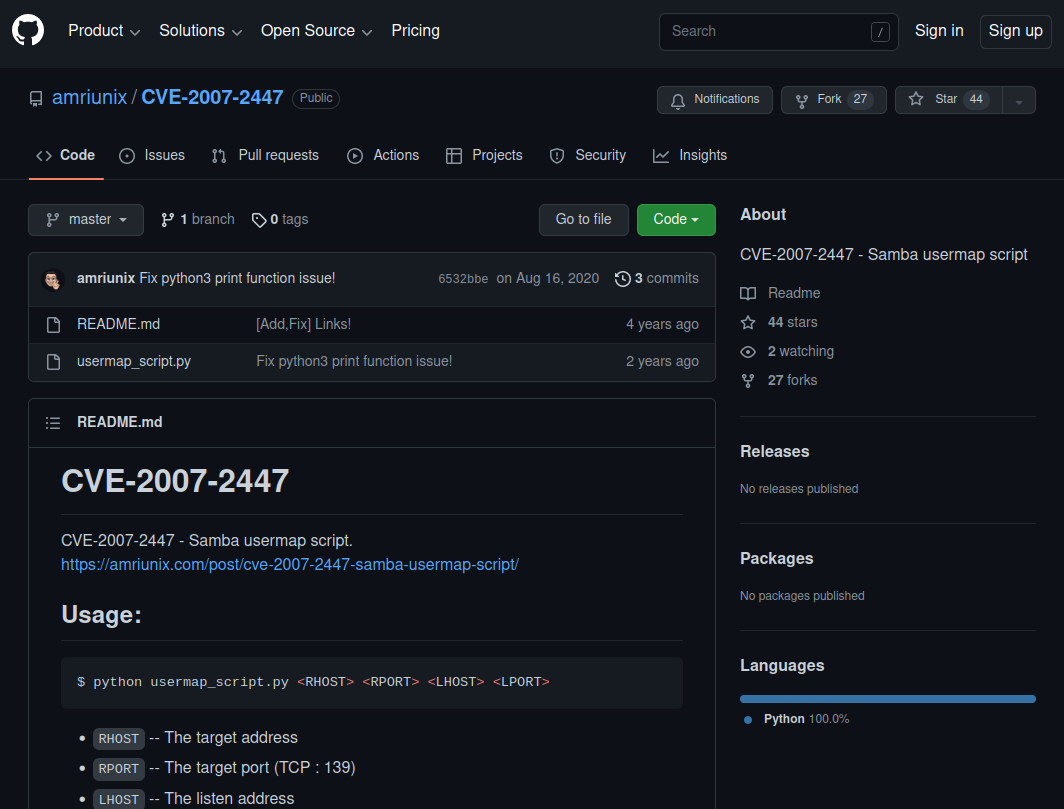 Product Solutions Open Source Pricing Search / Sign in Sign up
amriunix / CVE-2007-2447 Public Notifications Fork 27 Star 44
Code Issues Pull requests Actions Projects Security Insights
master 1 branch 0 tags Go to file Code
amriunix Fix python3 print function issue! 6532bbe on Aug 16, 2020 3 commits
README.md [Add,Fix] Links! 4 years ago
usermap_script.py Fix python3 print function issue! 2 years ago
README.md
CVE-2007-2447
CVE-2007-2447 - Samba usermap script.
https://amriunix.com/post/cve-2007-2447-samba-usermap-script/
Usage:
$ python usermap_script.py <RHOST> <RPORT> <LHOST> <LPORT>
• RHOST -- The target address
• RPORT -- The target port (TCP : 139)
• LHOST -- The listen address
About
CVE-2007-2447 - Samba usermap script
Readme
44 stars
2 watching
27 forks
Releases
No releases published
Packages
No packages published
Languages
Python 100.0%